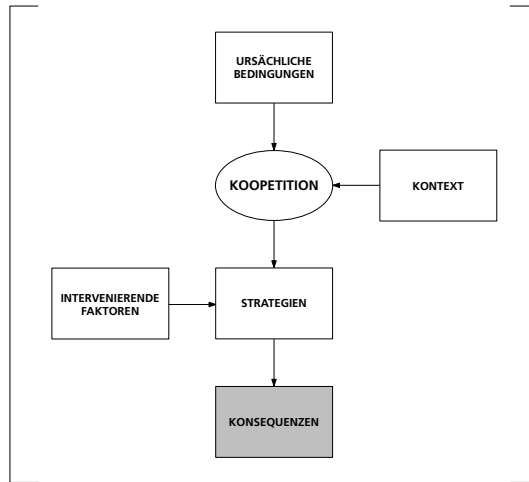 URSÄCHLICHE
BEDINGUNGEN
KOOPETITION
KONTEXT
INTERVENIERENDE
FAKTOREN
STRATEGIEN
KONSEQUENZEN